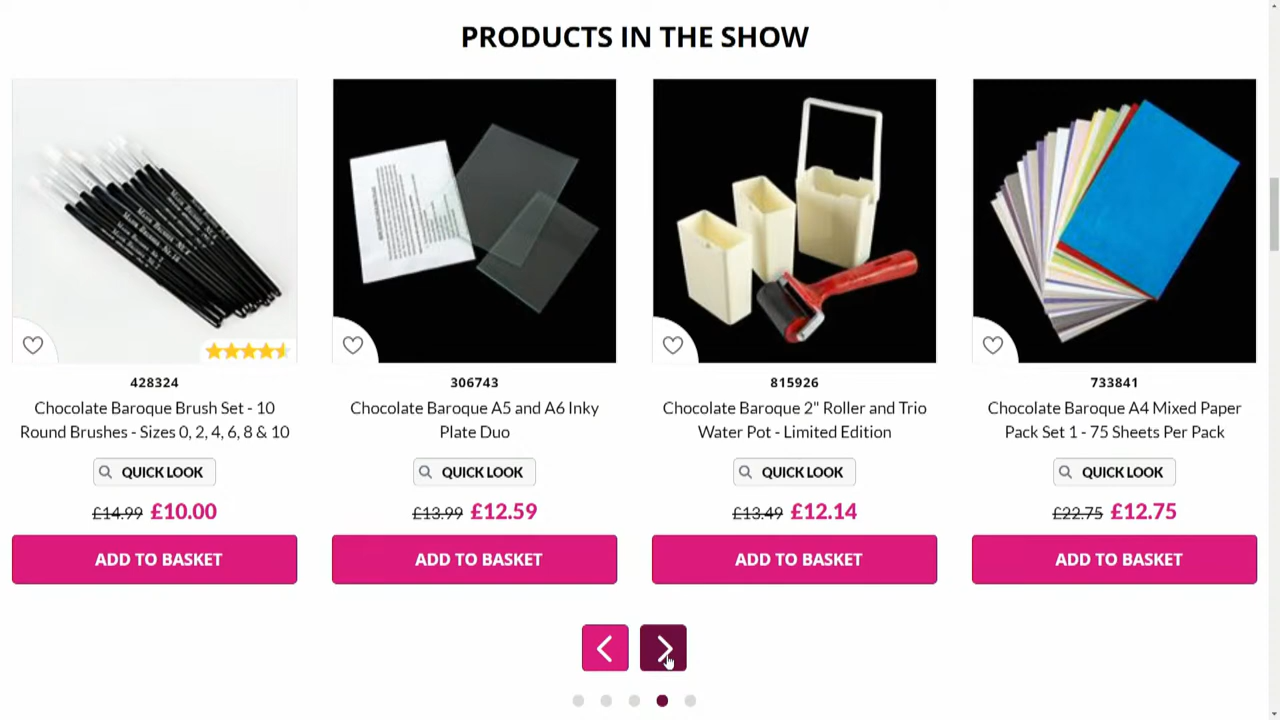 PRODUCTS IN THE SHOW
428324
Chocolate Baroque Brush Set - 10
Round Brushes - Sizes 0, 2, 4, 6, 8 & 10
QUICK LOOK
£14.99 £10.00
ADD TO BASKET
306743
Chocolate Baroque A5 and A6 Inky
Plate Duo
QUICK LOOK
£13.99 £12.59
ADD TO BASKET
815926
Chocolate Baroque 2" Roller and Trio
Water Pot - Limited Edition
QUICK LOOK
£13.49 £12.14
ADD TO BASKET
733841
Chocolate Baroque A4 Mixed Paper
Pack Set 1 - 75 Sheets Per Pack
QUICK LOOK
£22.75 £12.75
ADD TO BASKET